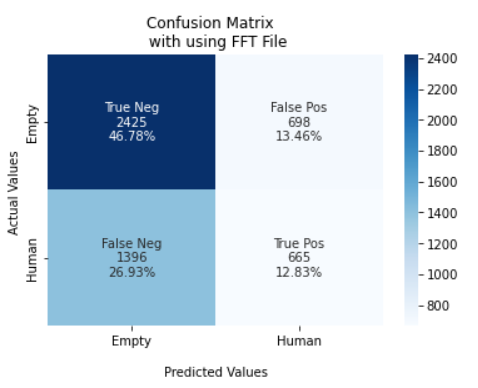 Confusion Matrix
with using FFT File
True Neg
2425
46.78%
False Pos
698
13.46%
False Neg
1396
26.93%
True Pos
665
12.83%
Empty
Human
Actual Values
Empty
Human
Predicted Values
2400
2200
2000
1800
1600
1400
1200
1000
800